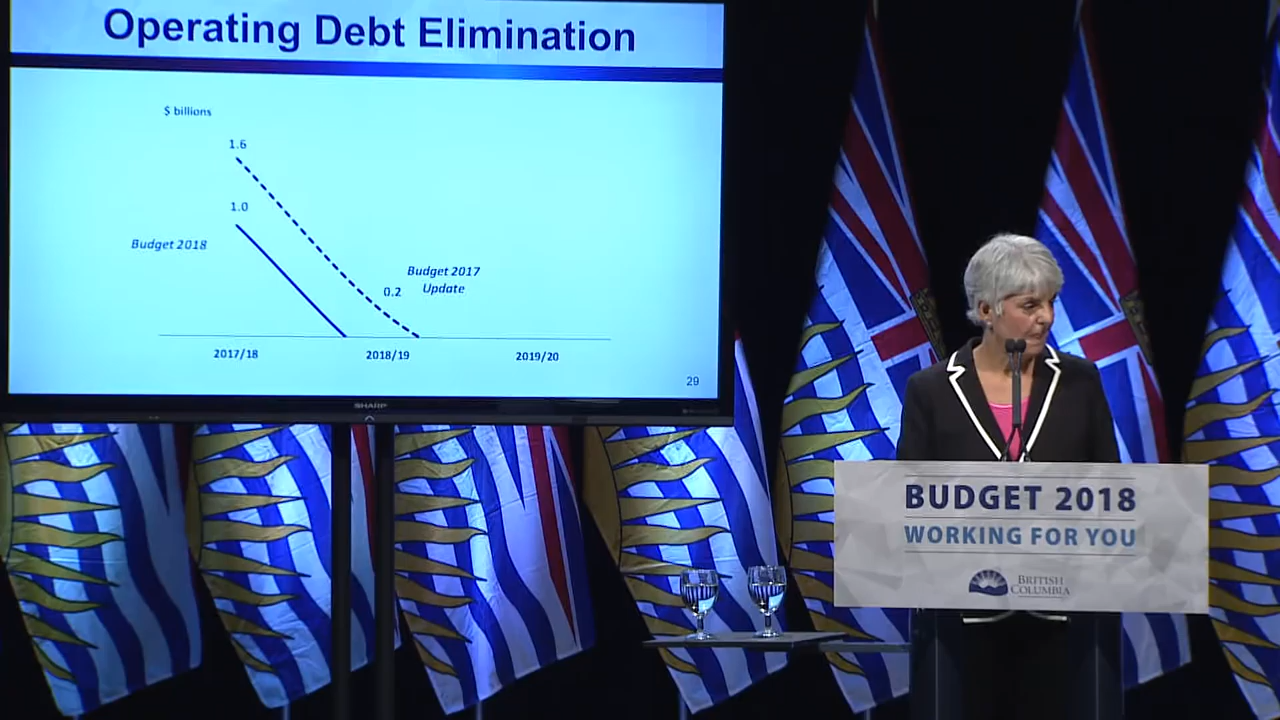 Operating Debt Elimination
$ billions
1.6
1.0
Budget 2018
Budget 2017
Update
0.2
2017/18
2018/19
2019/20
29
SHARP
BUDGET 2018
WORKING FOR YOU
BRITISH
COLUMBIA